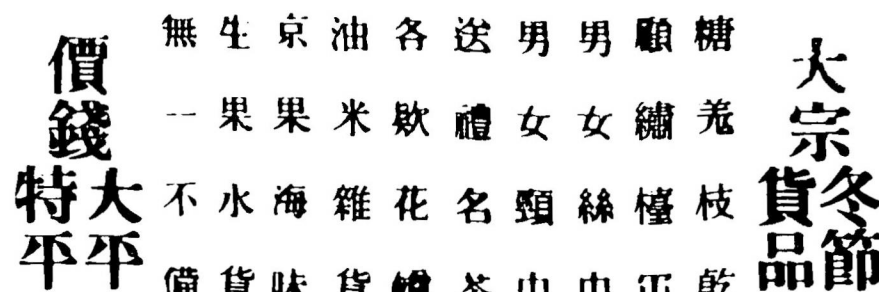 大宗
冬節
貨品
糖羌枝乾
顧繡檯
男女絲巾
男女頸巾
送禮名茶
各欵花
油米雜貨
京果海味
生果水貨
無一不備
價錢
大平
特平